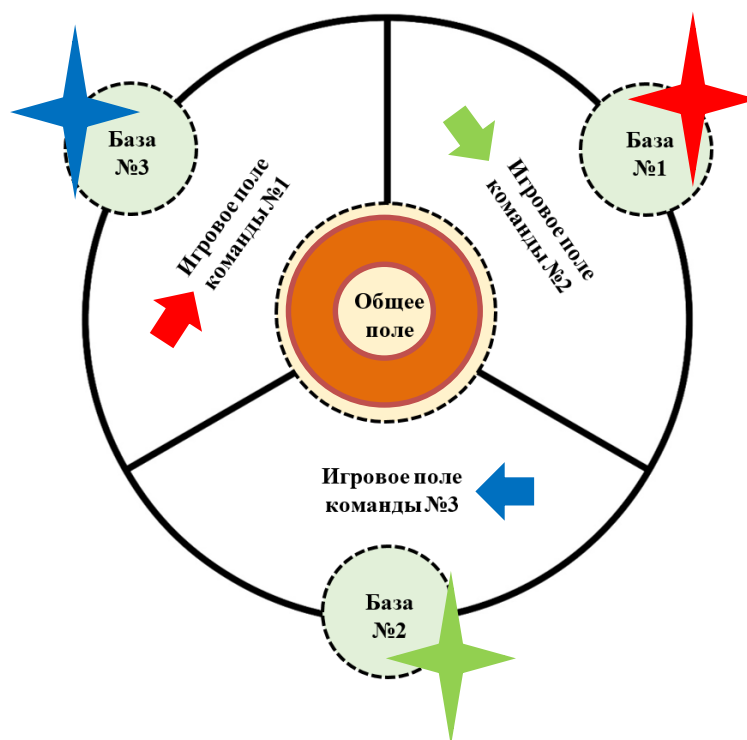 База
№3
База
№1
Игровое поле
команды №1
Игровое поле
команды №2
Общее
поле
Игровое поле
команды №3
База
№2